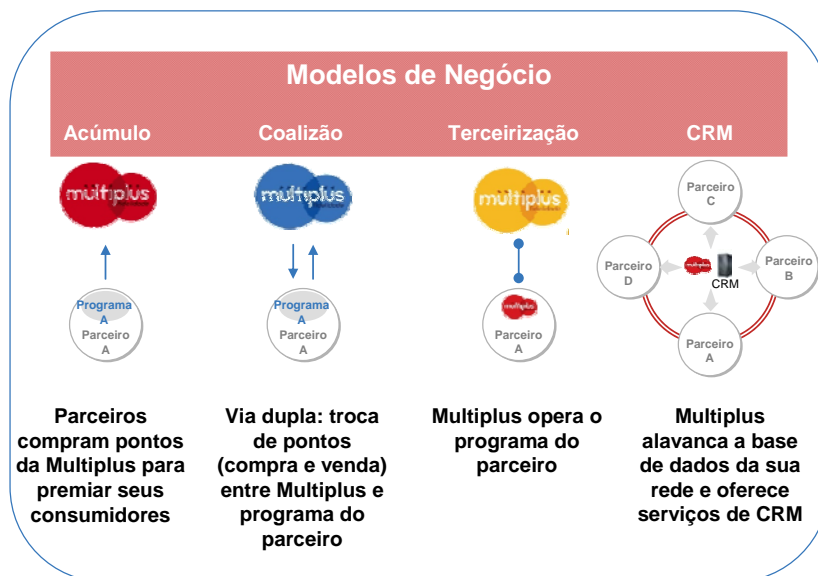 Modelos de Negócio
Acúmulo
Coalizão
Terceirização
CRM
multiplus
multiplus
multiplus
Programa
A
Parceiro
A
Programa
A
Parceiro
A
Parceiro
A
Parceiro
C
Parceiro
D
CRM
Parceiro
B
Parceiro
A
Parceiros
compram pontos
da Multiplus para
premiar seus
consumidores
Via dupla: troca
de pontos
(compra e venda)
entre Multiplus e
programa do
parceiro
Multiplus opera o
programa do
parceiro
Multiplus
alavanca a base
de dados da sua
rede e oferece
serviços de CRM